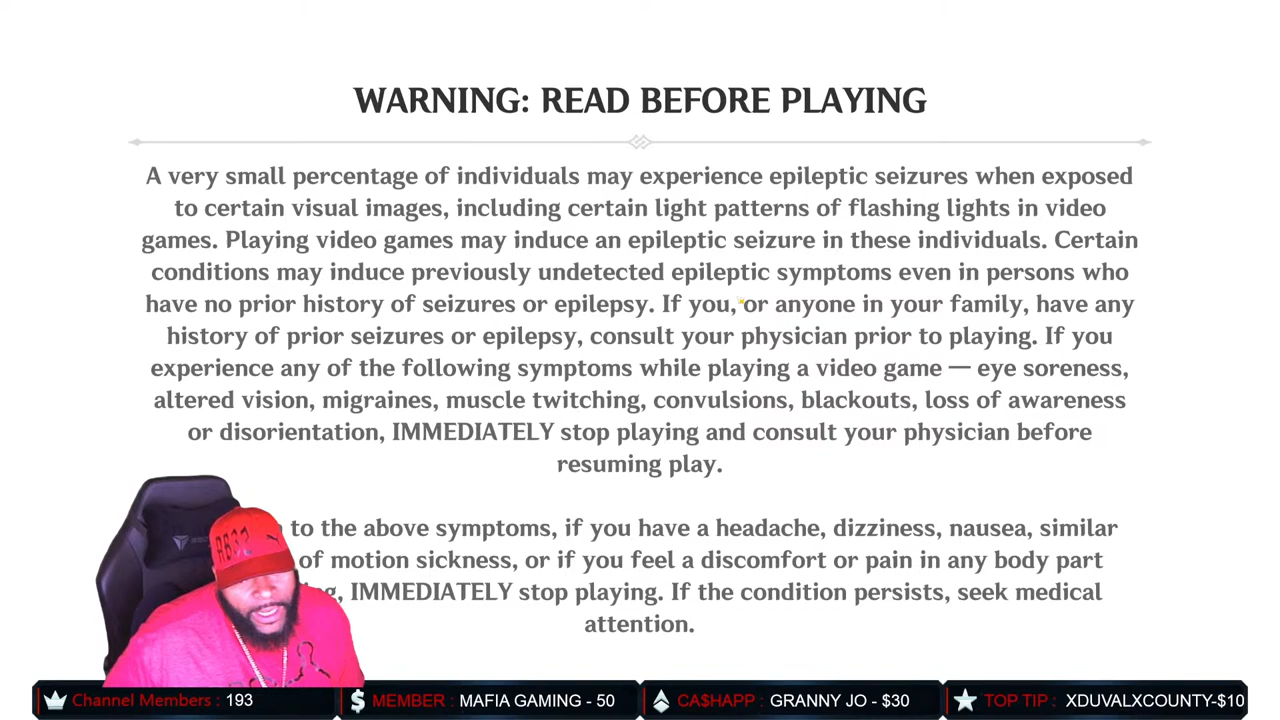 WARNING: READ BEFORE PLAYING
A very small percentage of individuals may experience epileptic seizures when exposed
to certain visual images, including certain light patterns of flashing lights in video
games. Playing video games may induce an epileptic seizure in these individuals. Certain
conditions may induce previously undetected epileptic symptoms even in persons who
have no prior history of seizures or epilepsy. If you, or anyone in your family, have any
history of prior seizures or epilepsy, consult your physician prior to playing. If you
experience any of the following symptoms while playing a video game — eye soreness,
altered vision, migraines, muscle twitching, convulsions, blackouts, loss of awareness
or disorientation, IMMEDIATELY stop playing and consult your physician before
resuming play.
to the above symptoms, if you have a headache, dizziness, nausea, similar
of motion sickness, or if you feel a discomfort or pain in any body part
IMMEDIATELY stop playing. If the condition persists, seek medical
attention.
Channel Members : 193
MEMBER : MAFIA GAMING - 50
CA$HAPP : GRANNY JO - $30
TOP TIP : XDUVALXCOUNTY-$10